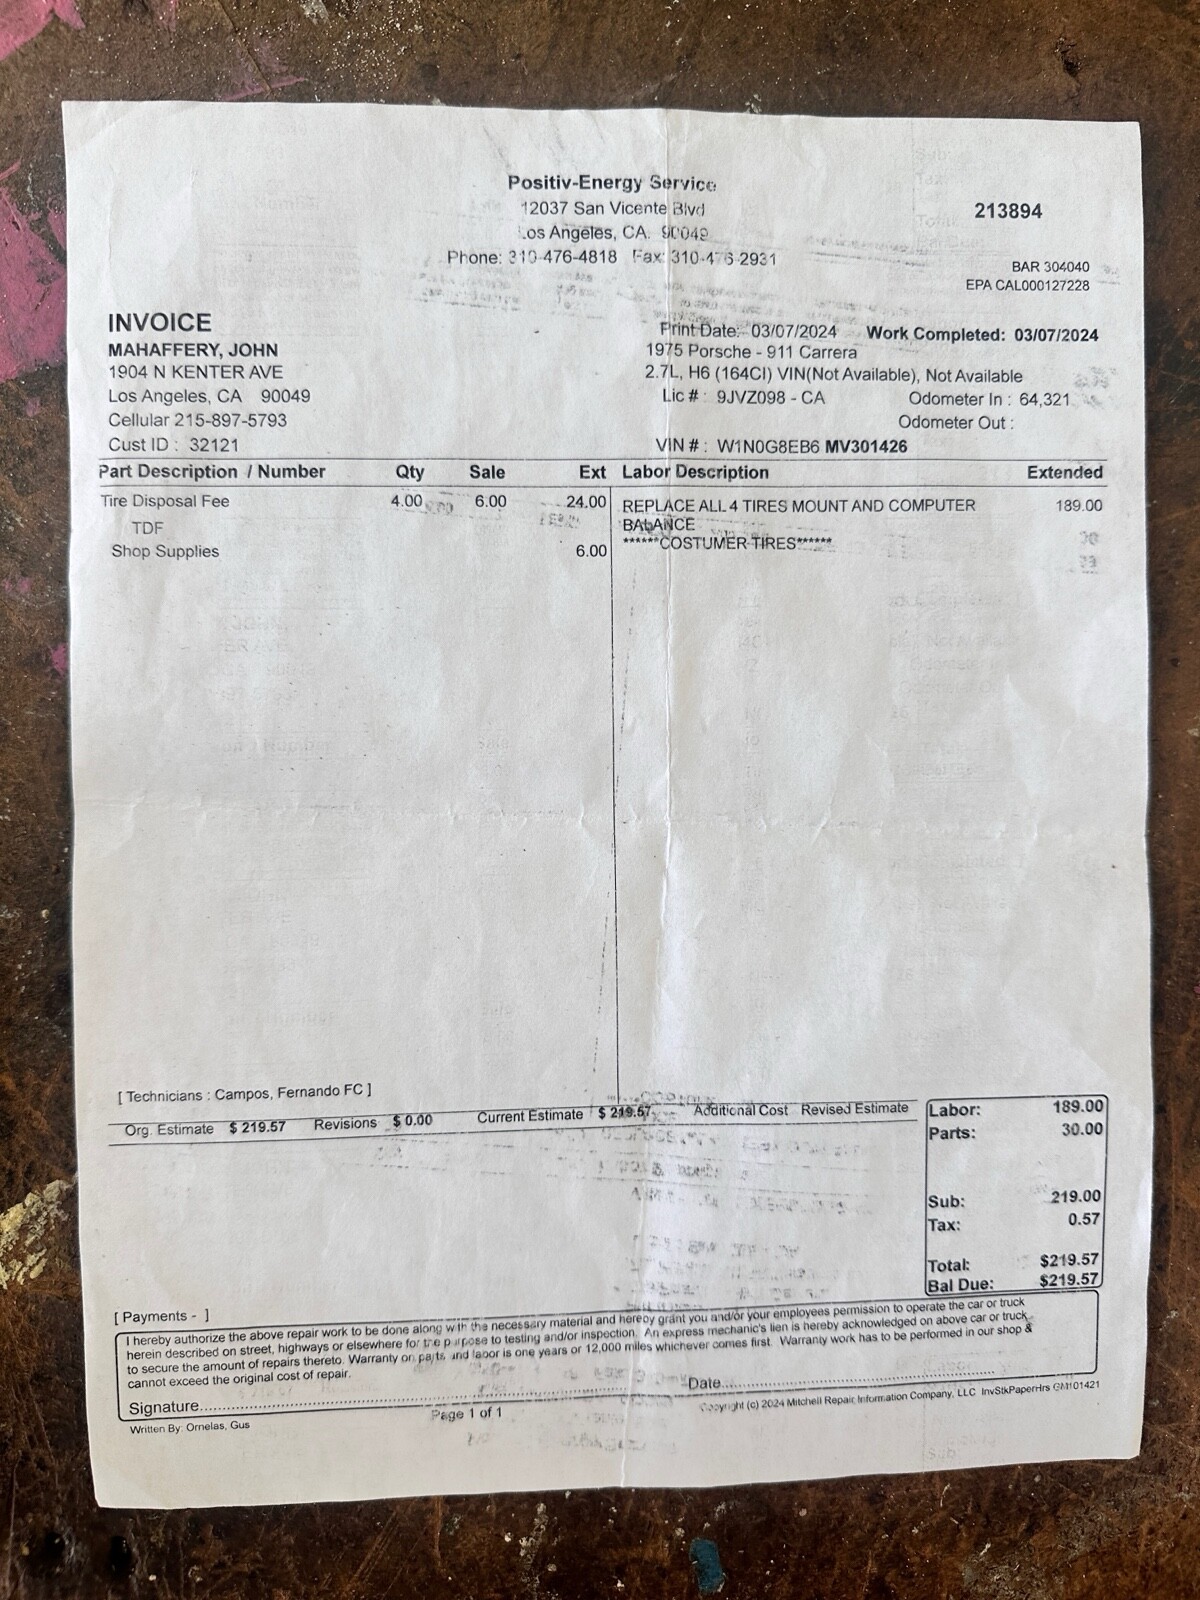 Positiv-Energy Service
12037 San Vicente Blvd
Los Angeles, CA. 90049
Phone: 310-476-4818 Fax: 310-476-2931
213894
BAR 304040
EPA CAL000127228
INVOICE
MAHAFFERY, JOHN
1904 N KENTER AVE
Los Angeles, CA 90049
Cellular 215-897-5793
Cust ID : 32121
Print Date: 03/07/2024 Work Completed: 03/07/2024
1975 Porsche - 911 Carrera
2.7L, H6 (164CI) VIN(Not Available), Not Available
Lic # : 9JVZ098 - CA Odometer In : 64,321
Odometer Out :
VIN # : W1N0G8EB6 MV301426
Part Description / Number Qty Sale Ext Labor Description Extended
Tire Disposal Fee 4.00 6.00 24.00
TDF
Shop Supplies 6.00
REPLACE ALL 4 TIRES MOUNT AND COMPUTER 189.00
BALANCE
******COSTUMER TIRES******
[ Technicians : Campos, Fernando FC ]
Org. Estimate $ 219.57 Revisions $ 0.00 Current Estimate $ 219.57 Additional Cost Revised Estimate
Labor: 189.00
Parts: 30.00
Sub: 219.00
Tax: 0.57
Total: $219.57
Bal Due: $219.57
[ Payments - ]
I hereby authorize the above repair work to be done along with the necessary material and hereby grant you and/or your employees permission to operate the car or truck
herein described on street, highways or elsewhere for the purpose to testing and/or inspection. An express mechanic's lien is hereby acknowledged on above car or truck
to secure the amount of repairs thereto. Warranty on parts and labor is one years or 12,000 miles whichever comes first. Warranty work has to be performed in our shop &
cannot exceed the original cost of repair.
Signature.......................................................... Date..........................................
Written By: Ornelas, Gus
Page 1 of 1
Copyright (c) 2024 Mitchell Repair Information Company, LLC InvStkPaperHrs GM101421